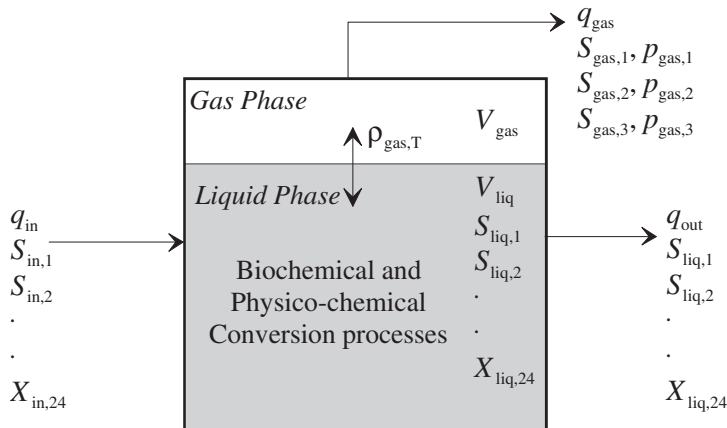 q_gas
S_gas,1, p_gas,1
S_gas,2, p_gas,2
S_gas,3, p_gas,3
Gas Phase
V_gas
ρ_gas,T
Liquid Phase
V_liq
S_liq,1
S_liq,2
.
.
X_liq,24
Biochemical and
Physico-chemical
Conversion processes
q_in
S_in,1
S_in,2
.
.
X_in,24
q_out
S_liq,1
S_liq,2
.
.
X_liq,24